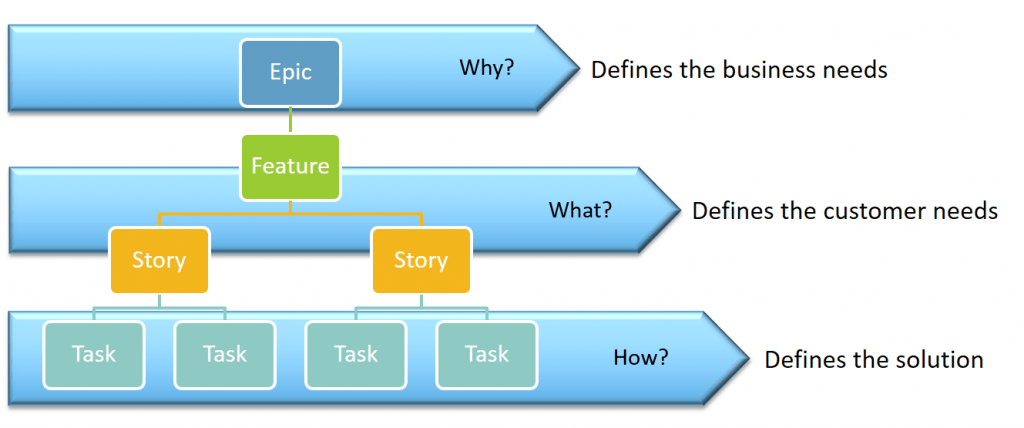 Epic
Why?
Defines the business needs
Feature
What?
Defines the customer needs
Story
Story
Task
Task
Task
Task
How?
Defines the solution